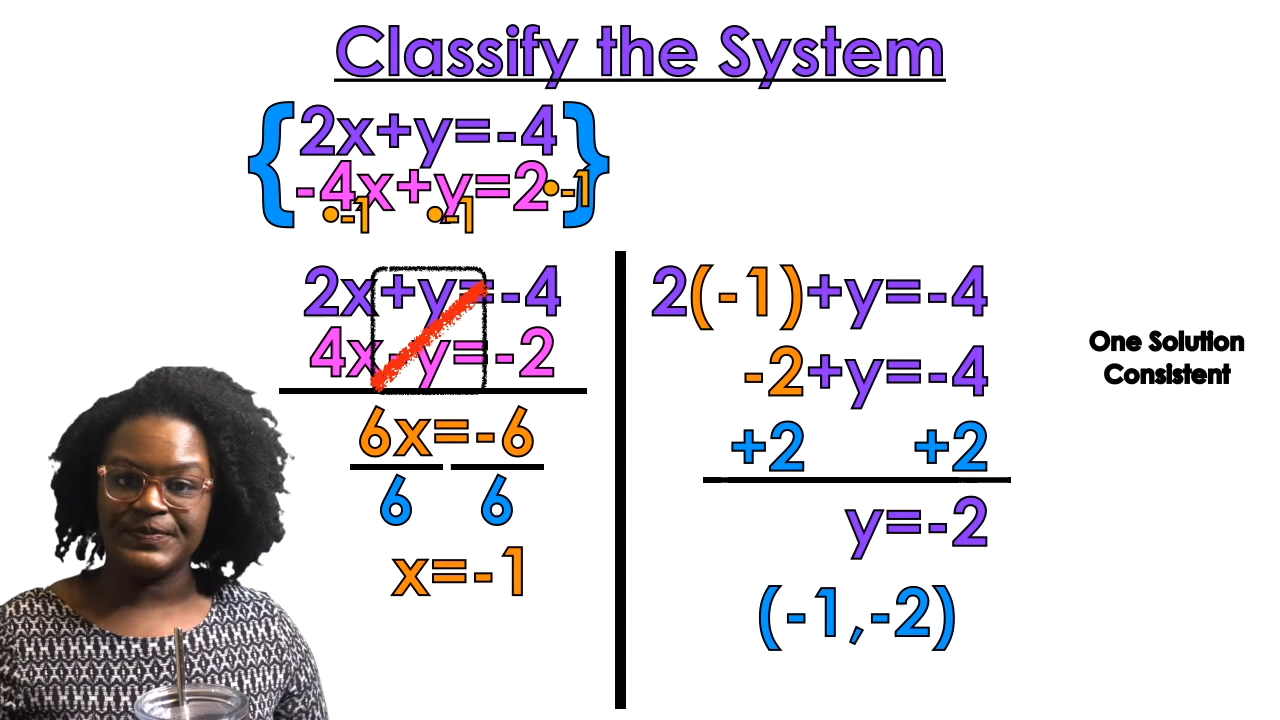 Classify the System
{2x+y=-4
-4x+y=2}
•-1 •-1 •-1
2x+y=-4
4x-y=-2
6x=-6
6 6
x=-1
2(-1)+y=-4
-2+y=-4
+2 +2
y=-2
(-1,-2)
One Solution
Consistent